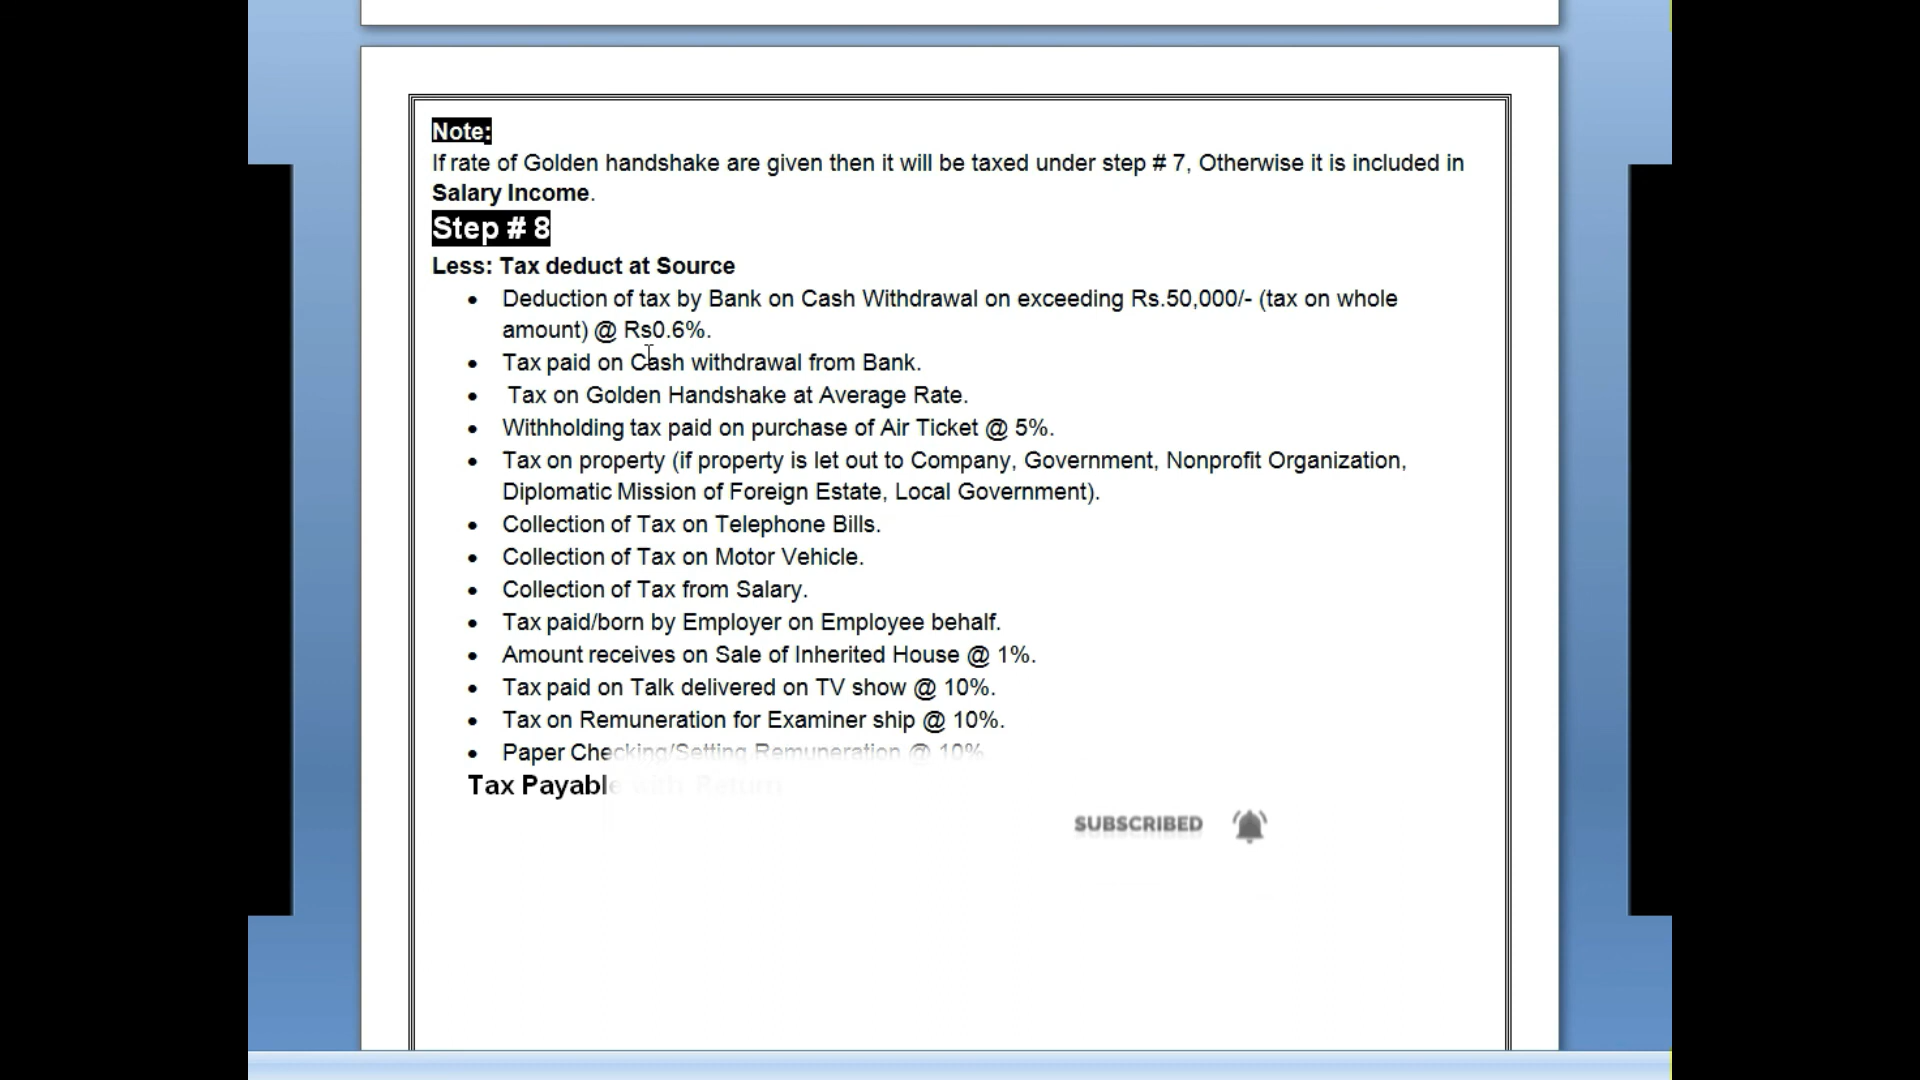 Note:
If rate of Golden handshake are given then it will be taxed under step # 7, Otherwise it is included in
Salary Income.
Step # 8
Less: Tax deduct at Source
• Deduction of tax by Bank on Cash Withdrawal on exceeding Rs.50,000/- (tax on whole
amount) @ Rs0.6%.
• Tax paid on Cash withdrawal from Bank.
• Tax on Golden Handshake at Average Rate.
• Withholding tax paid on purchase of Air Ticket @ 5%.
• Tax on property (if property is let out to Company, Government, Nonprofit Organization,
Diplomatic Mission of Foreign Estate, Local Government).
• Collection of Tax on Telephone Bills.
• Collection of Tax on Motor Vehicle.
• Collection of Tax from Salary.
• Tax paid/born by Employer on Employee behalf.
• Amount receives on Sale of Inherited House @ 1%.
• Tax paid on Talk delivered on TV show @ 10%.
• Tax on Remuneration for Examiner ship @ 10%.
• Paper Checking/Setting Remuneration @ 10%
Tax Payable with Return
SUBSCRIBED